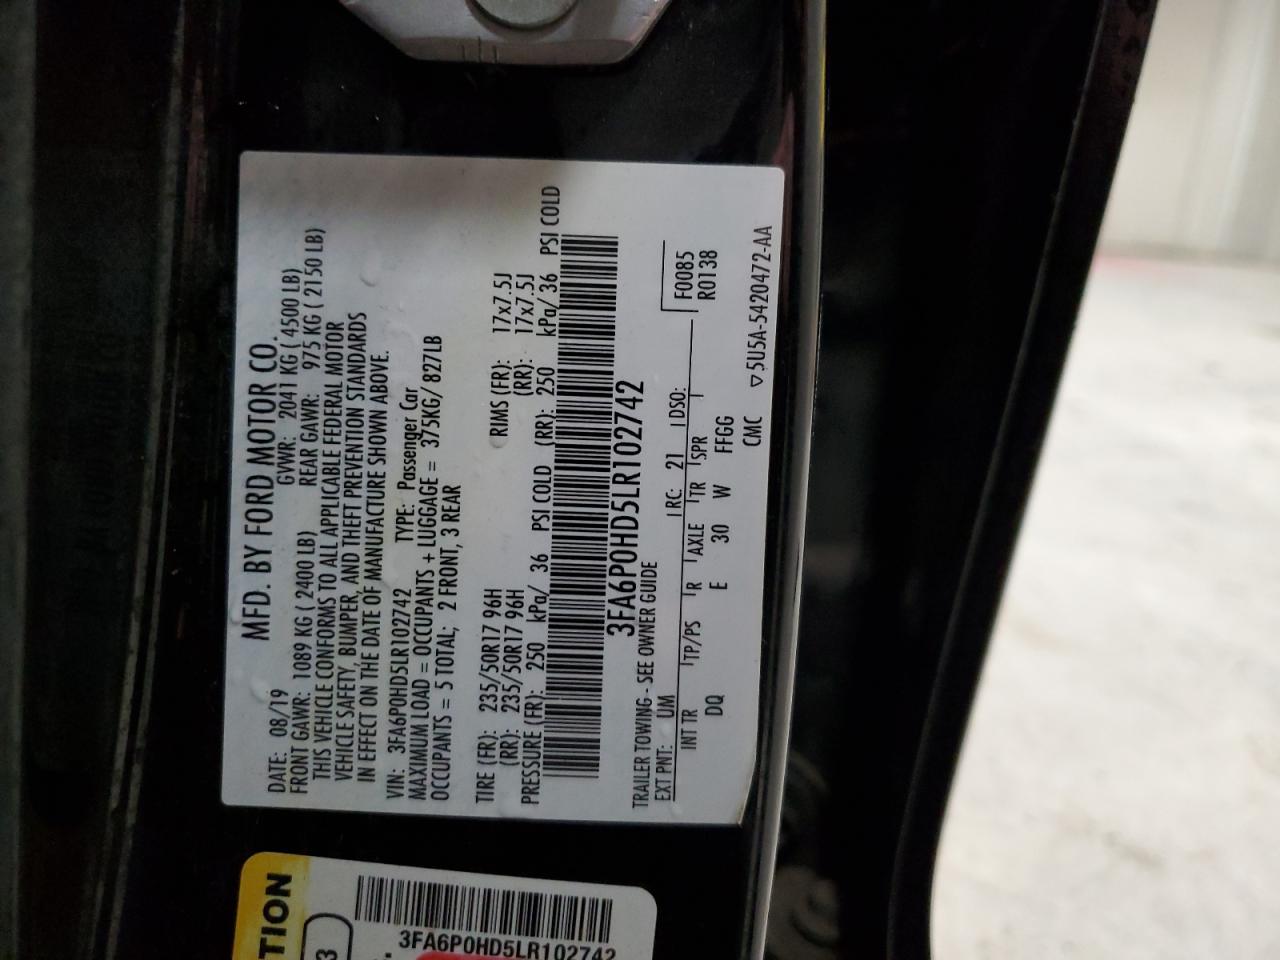 MFD. BY FORD MOTOR CO.
DATE: 08/19 GVWR: 2041 KG ( 4500 LB)
FRONT GAWR: 1089 KG ( 2400 LB) REAR GAWR: 975 KG ( 2150 LB)
THIS VEHICLE CONFORMS TO ALL APPLICABLE FEDERAL MOTOR
VEHICLE SAFETY, BUMPER, AND THEFT PREVENTION STANDARDS
IN EFFECT ON THE DATE OF MANUFACTURE SHOWN ABOVE.
VIN: 3FA6P0HD5LR102742 TYPE: Passenger Car
MAXIMUM LOAD = OCCUPANTS + LUGGAGE = 375KG/ 827LB
OCCUPANTS = 5 TOTAL; 2 FRONT, 3 REAR
TIRE (FR): 235/50R17 96H RIMS (FR): 17x7.5J
(RR): 235/50R17 96H (RR): 17x7.5J
PRESSURE (FR): 250 kPa/ 36 PSI COLD (RR): 250 kPa/ 36 PSI COLD
3FA6P0HD5LR102742
TRAILER TOWING - SEE OWNER GUIDE F0085
EXT PNT: UM RC: 21 DSO: R0138
INT TR TP/PS R AXLE TR SPR
DQ E 30 W FFGG
CMC ▽5U5A-5420472-AA
TION
3
3FA6P0HD5LR102742